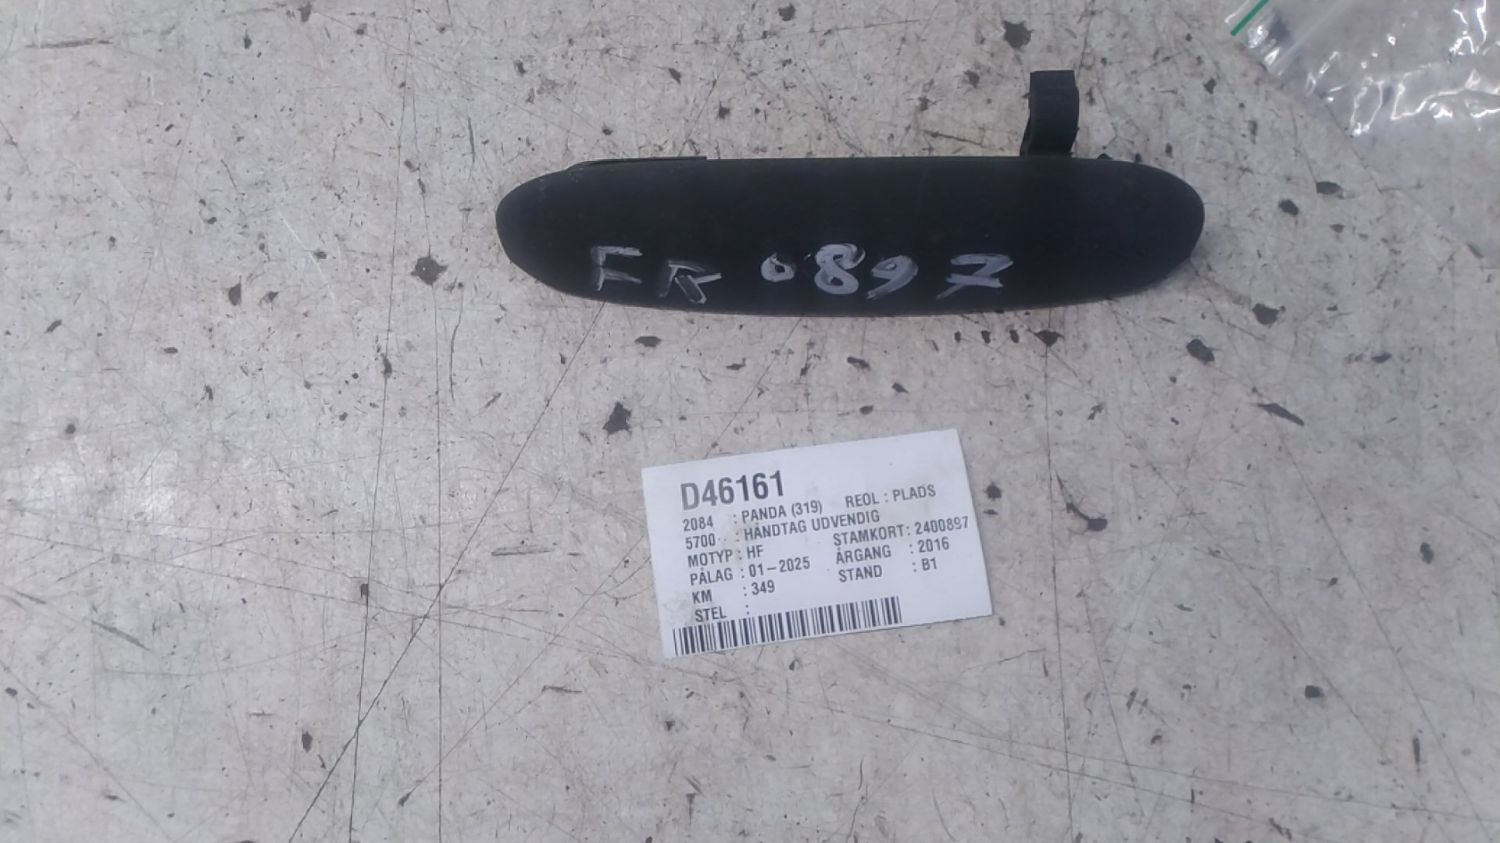 FR 0897
D46161
2084 : PANDA (319) REOL : PLADS
5700 : HÅNDTAG UDVENDIG
MOTYP : HF STAMKORT : 2400897
PÅLAG : 01-2025 ÅRGANG : 2016
KM : 349 STAND : B1
STEL :